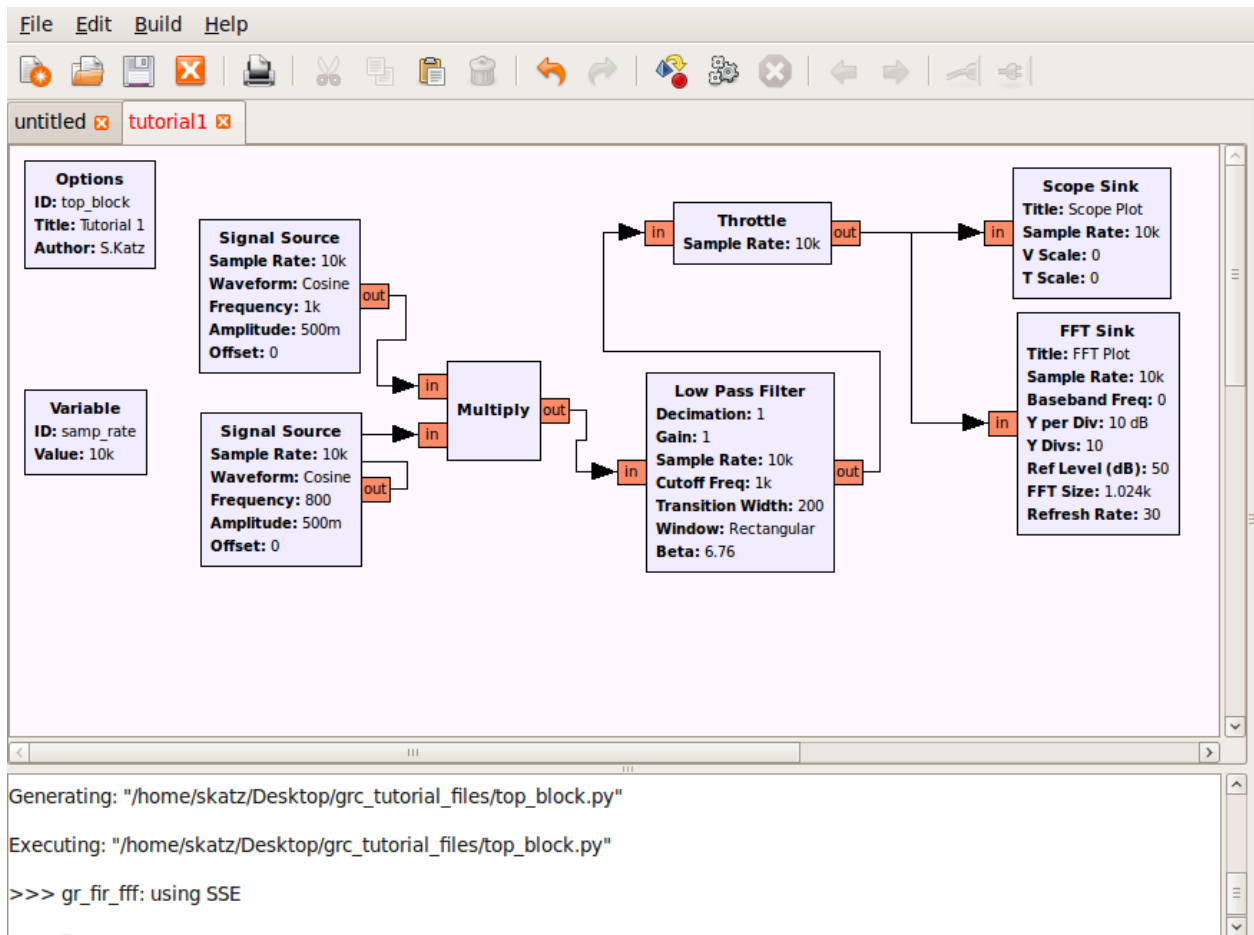 File Edit Build Help
untitled tutorial1
Options
ID: top_block
Title: Tutorial 1
Author: S.Katz
Signal Source
Sample Rate: 10k
Waveform: Cosine
Frequency: 1k
Amplitude: 500m
Offset: 0
out
Variable
ID: samp_rate
Value: 10k
Signal Source
Sample Rate: 10k
Waveform: Cosine
Frequency: 800
Amplitude: 500m
Offset: 0
out
in
in
Multiply
out
in
Low Pass Filter
Decimation: 1
Gain: 1
Sample Rate: 10k
Cutoff Freq: 1k
Transition Width: 200
Window: Rectangular
Beta: 6.76
out
in
Throttle
Sample Rate: 10k
out
in
Scope Sink
Title: Scope Plot
Sample Rate: 10k
V Scale: 0
T Scale: 0
in
FFT Sink
Title: FFT Plot
Sample Rate: 10k
Baseband Freq: 0
Y per Div: 10 dB
Y Divs: 10
Ref Level (dB): 50
FFT Size: 1.024k
Refresh Rate: 30
Generating: "/home/skatz/Desktop/grc_tutorial_files/top_block.py"
Executing: "/home/skatz/Desktop/grc_tutorial_files/top_block.py"
>>> gr_fir_fff: using SSE